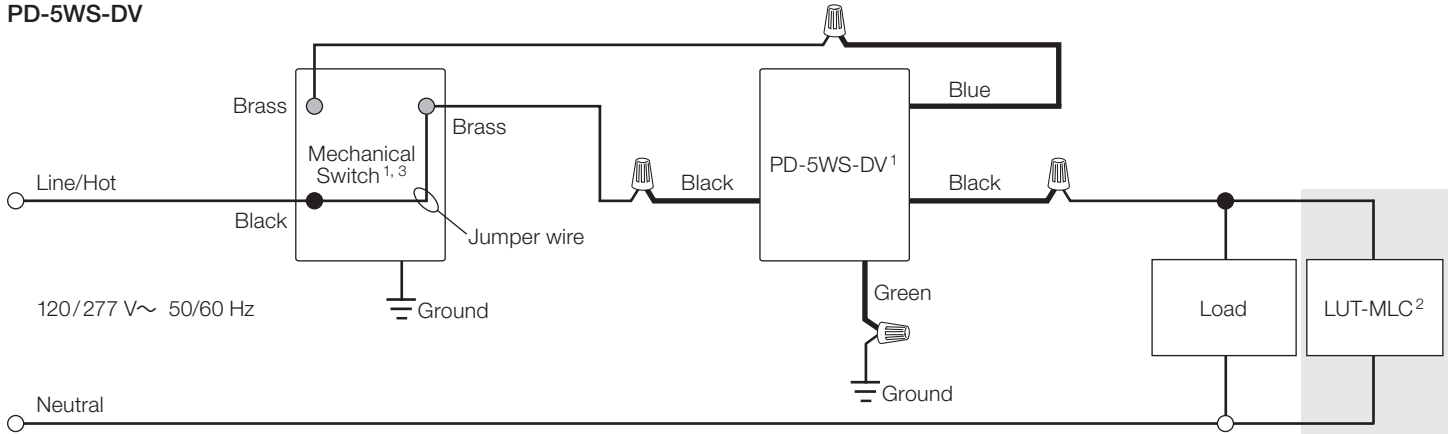 PD-5WS-DV
Brass
Brass
Blue
Mechanical
Switch 1, 3
PD-5WS-DV 1
Line/Hot
Black
Black
Black
Jumper wire
Green
120/277 V~ 50/60 Hz
Ground
Load
LUT-MLC 2
Ground
Neutral